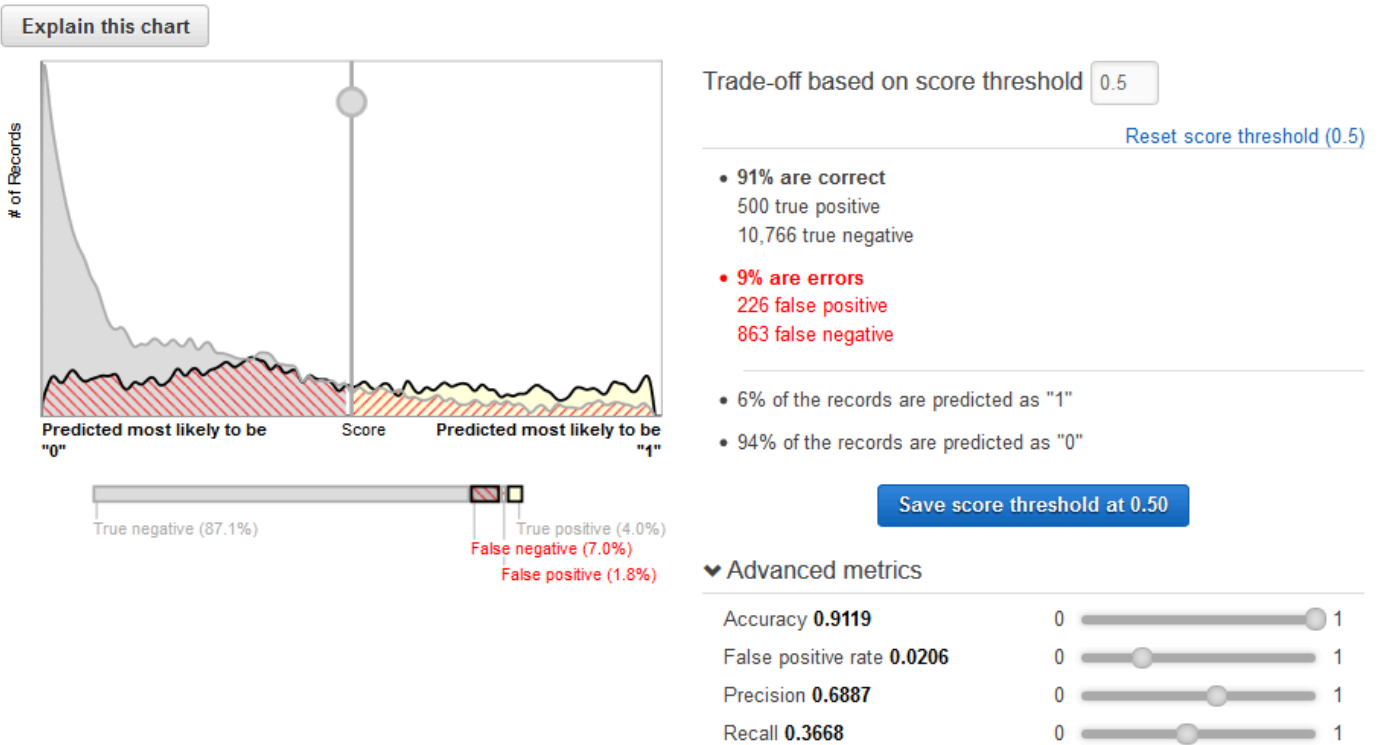 Explain this chart
# of Records
Predicted most likely to be
"0"
Score
Predicted most likely to be
"1"
True negative (87.1%)
True positive (4.0%)
False negative (7.0%)
False positive (1.8%)
Trade-off based on score threshold 0.5
Reset score threshold (0.5)
• 91% are correct
500 true positive
10,766 true negative
• 9% are errors
226 false positive
863 false negative
• 6% of the records are predicted as "1"
• 94% of the records are predicted as "0"
Save score threshold at 0.50
Advanced metrics
Accuracy 0.9119 0 1
False positive rate 0.0206 0 1
Precision 0.6887 0 1
Recall 0.3668 0 1